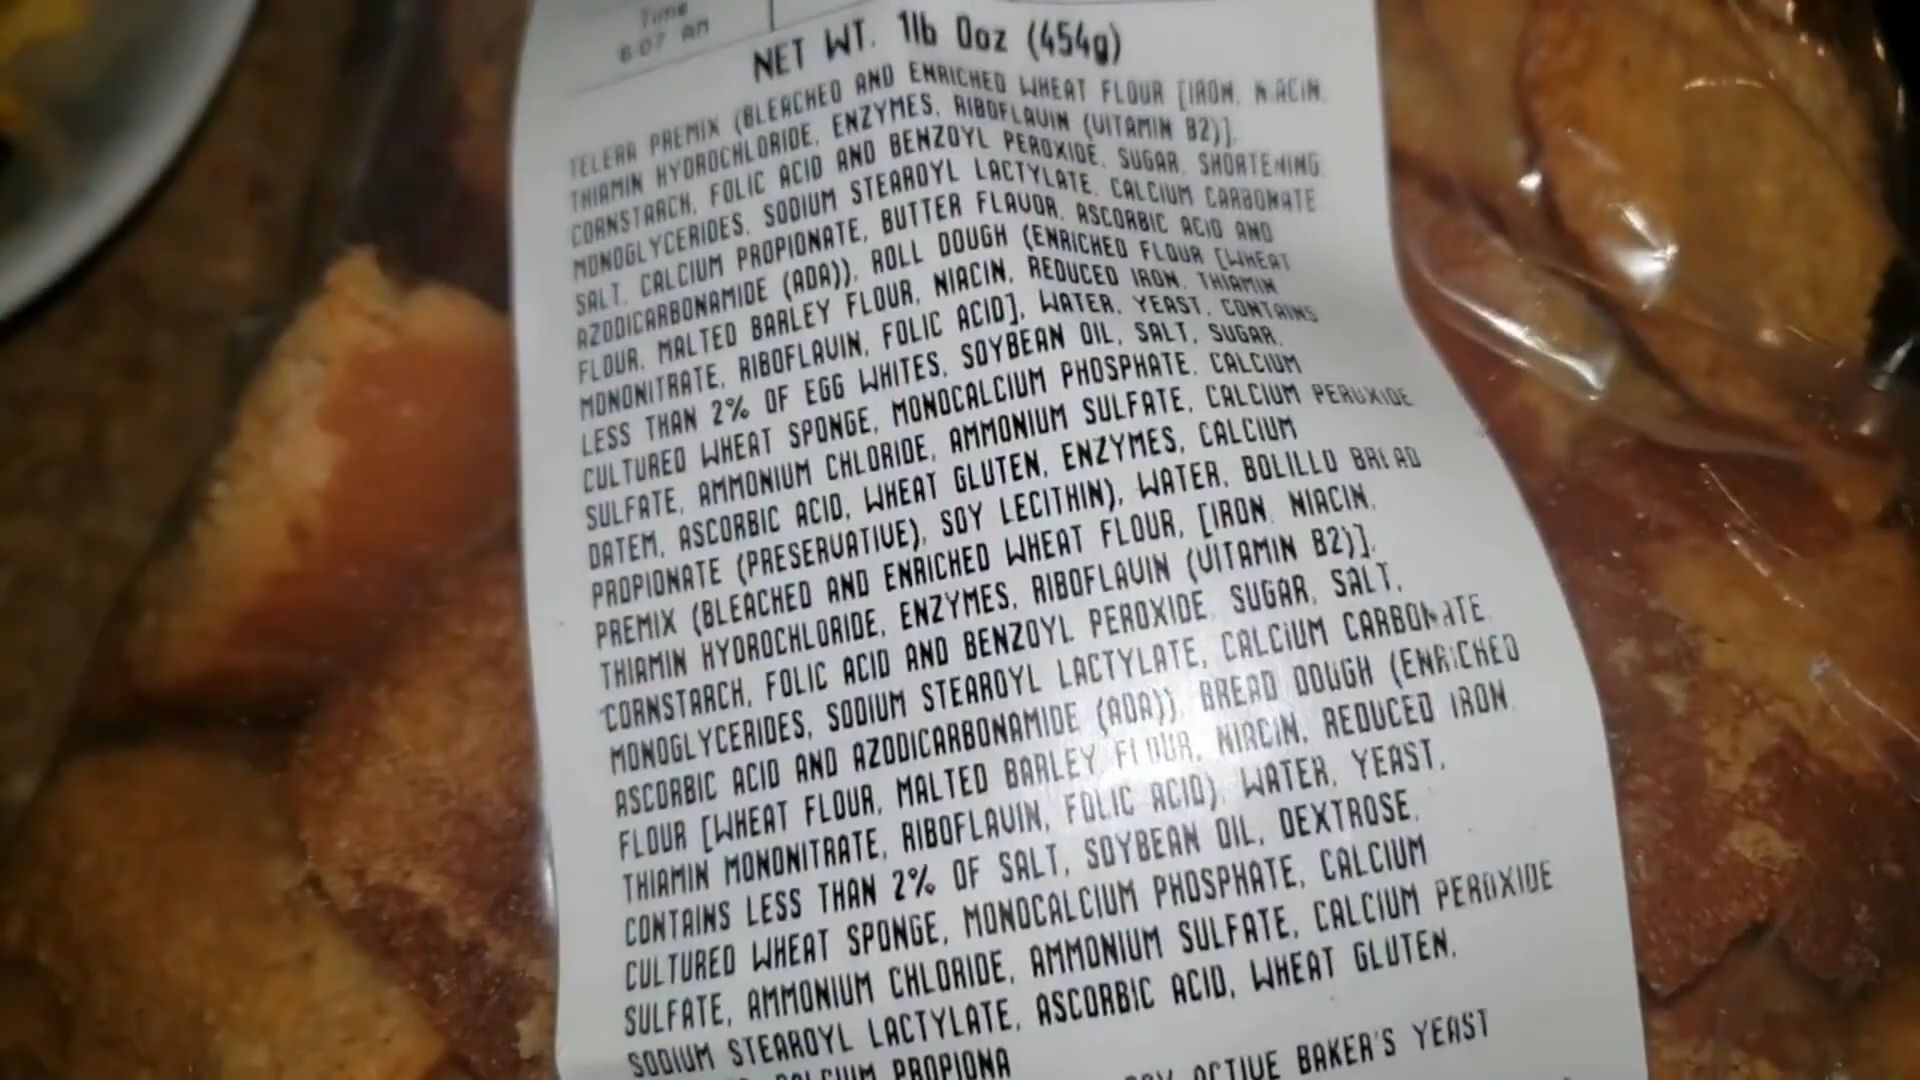 Time
6:07 am
NET WT. 1lb 0oz (454g)
TELERA PREMIX (BLEACHED AND ENRICHED WHEAT FLOUR [IRON, NIACIN,
THIAMIN HYDROCHLORIDE, ENZYMES, RIBOFLAVIN (VITAMIN B2)],
CORNSTARCH, FOLIC ACID AND BENZOYL PEROXIDE, SUGAR, SHORTENING,
MONOGLYCERIDES, SODIUM STEAROYL LACTYLATE, CALCIUM CARBONATE
SALT, CALCIUM PROPIONATE, BUTTER FLAVOR, ASCORBIC ACID AND
AZODICARBONAMIDE (ADA)), ROLL DOUGH (ENRICHED FLOUR [WHEAT
FLOUR, MALTED BARLEY FLOUR, NIACIN, REDUCED IRON, THIAMIN
MONONITRATE, RIBOFLAVIN, FOLIC ACID], WATER, YEAST, CONTAINS
LESS THAN 2% OF EGG WHITES, SOYBEAN OIL, SALT, SUGAR,
CULTURED WHEAT SPONGE, MONOCALCIUM PHOSPHATE, CALCIUM
SULFATE, AMMONIUM CHLORIDE, AMMONIUM SULFATE, CALCIUM PEROXIDE
DATEM, ASCORBIC ACID, WHEAT GLUTEN, ENZYMES, CALCIUM
PROPIONATE (PRESERVATIVE), SOY LECITHIN), WATER, BOLILLO BREAD
PREMIX (BLEACHED AND ENRICHED WHEAT FLOUR, [IRON, NIACIN,
THIAMIN HYDROCHLORIDE, ENZYMES, RIBOFLAVIN (VITAMIN B2)],
CORNSTARCH, FOLIC ACID AND BENZOYL PEROXIDE, SUGAR, SALT,
MONOGLYCERIDES, SODIUM STEAROYL LACTYLATE, CALCIUM CARBONATE,
ASCORBIC ACID AND AZODICARBONAMIDE (ADA)), BREAD DOUGH (ENRICHED
FLOUR [WHEAT FLOUR, MALTED BARLEY FLOUR, NIACIN, REDUCED IRON,
THIAMIN MONONITRATE, RIBOFLAVIN, FOLIC ACID), WATER, YEAST,
CONTAINS LESS THAN 2% OF SALT, SOYBEAN OIL, DEXTROSE,
CULTURED WHEAT SPONGE, MONOCALCIUM PHOSPHATE, CALCIUM
SULFATE, AMMONIUM CHLORIDE, AMMONIUM SULFATE, CALCIUM PEROXIDE
SODIUM STEAROYL LACTYLATE, ASCORBIC ACID, WHEAT GLUTEN,
CALCIUM PROPIONA ACTIVE BAKER'S YEAST